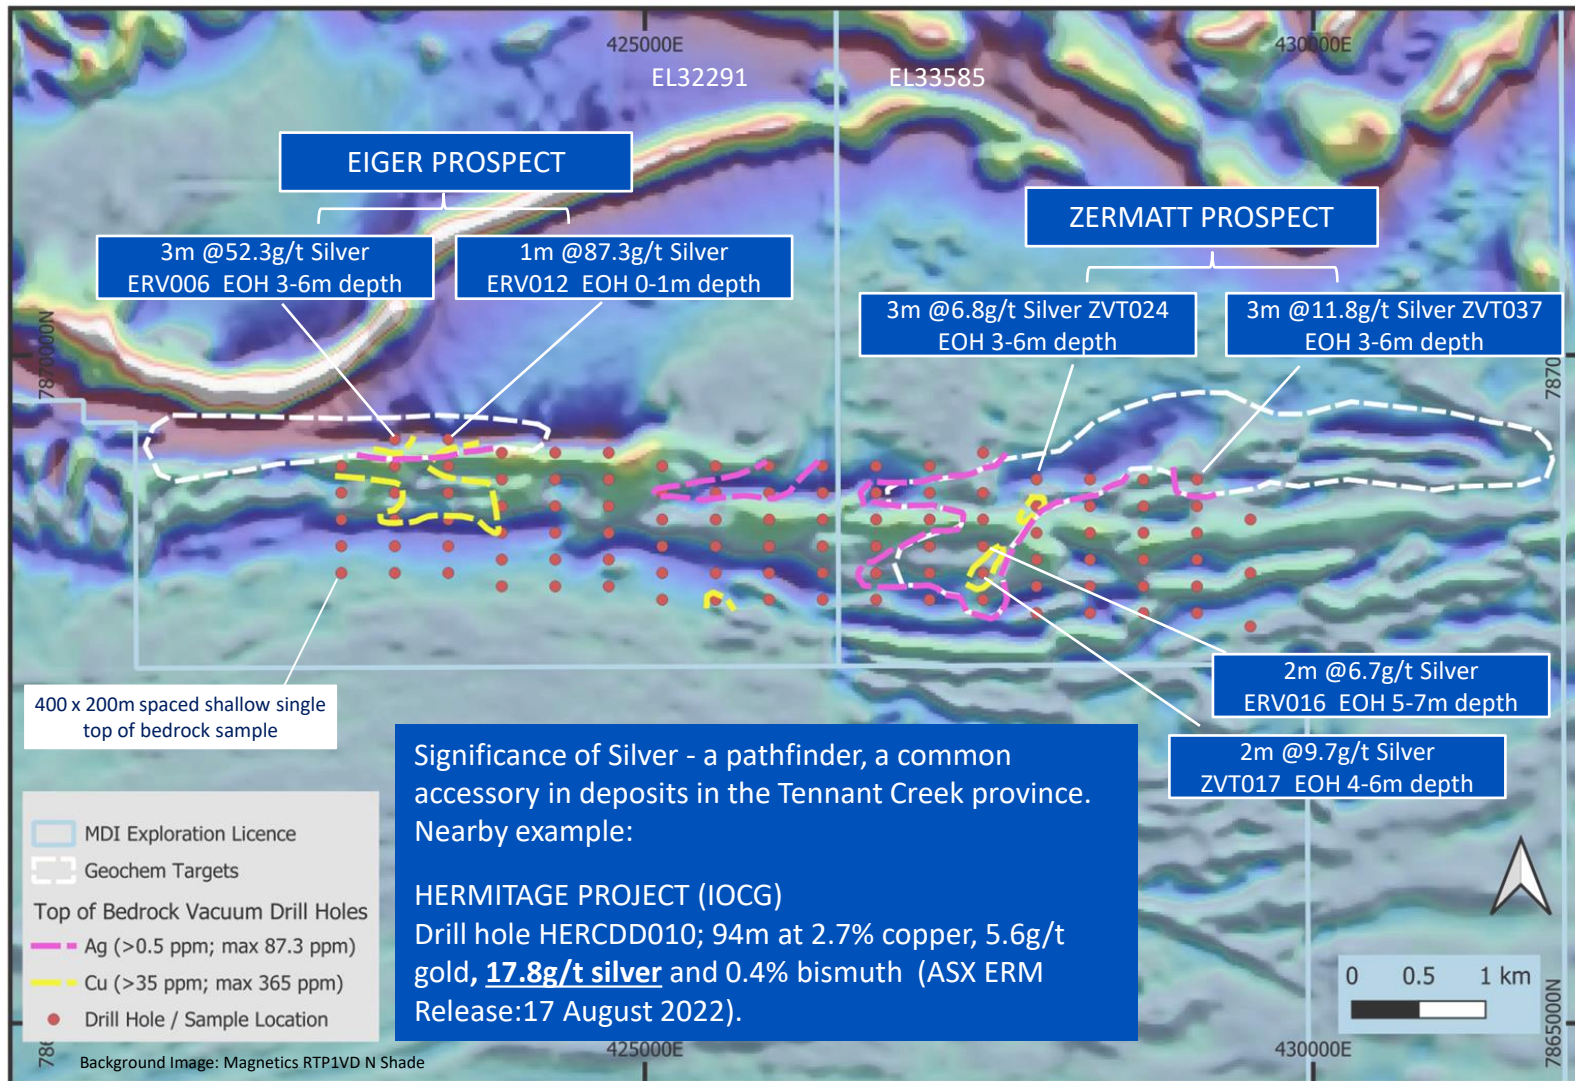 425000E
430000E
EL32291
EL33585
EIGER PROSPECT
ZERMATT PROSPECT
3m @52.3g/t Silver
ERV006 EOH 3-6m depth
1m @87.3g/t Silver
ERV012 EOH 0-1m depth
3m @6.8g/t Silver ZVT024
EOH 3-6m depth
3m @11.8g/t Silver ZVT037
EOH 3-6m depth
7870000N
7870
2m @6.7g/t Silver
ERV016 EOH 5-7m depth
2m @9.7g/t Silver
ZVT017 EOH 4-6m depth
400 x 200m spaced shallow single
top of bedrock sample
Significance of Silver - a pathfinder, a common
accessory in deposits in the Tennant Creek province.
Nearby example:
HERMITAGE PROJECT (IOCG)
Drill hole HERCDD010; 94m at 2.7% copper, 5.6g/t
gold, 17.8g/t silver and 0.4% bismuth (ASX ERM
Release:17 August 2022).
MDI Exploration Licence
Geochem Targets
Top of Bedrock Vacuum Drill Holes
Ag (>0.5 ppm; max 87.3 ppm)
Cu (>35 ppm; max 365 ppm)
Drill Hole / Sample Location
Background Image: Magnetics RTP1VD N Shade
0 0.5 1 km
7865000N
786
425000E
430000E